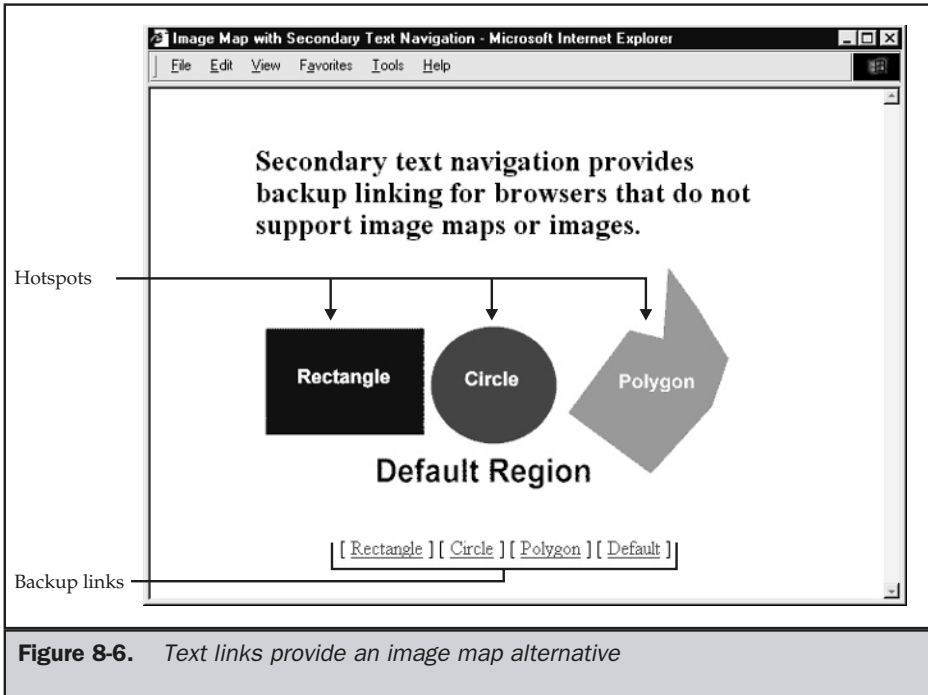 Image Map with Secondary Text Navigation - Microsoft Internet Explorer
File Edit View Favorites Tools Help
Secondary text navigation provides
backup linking for browsers that do not
support image maps or images.
Hotspots
Rectangle
Circle
Polygon
Default Region
[ Rectangle ] [ Circle ] [ Polygon ] [ Default ]
Backup links
Figure 8-6. Text links provide an image map alternative